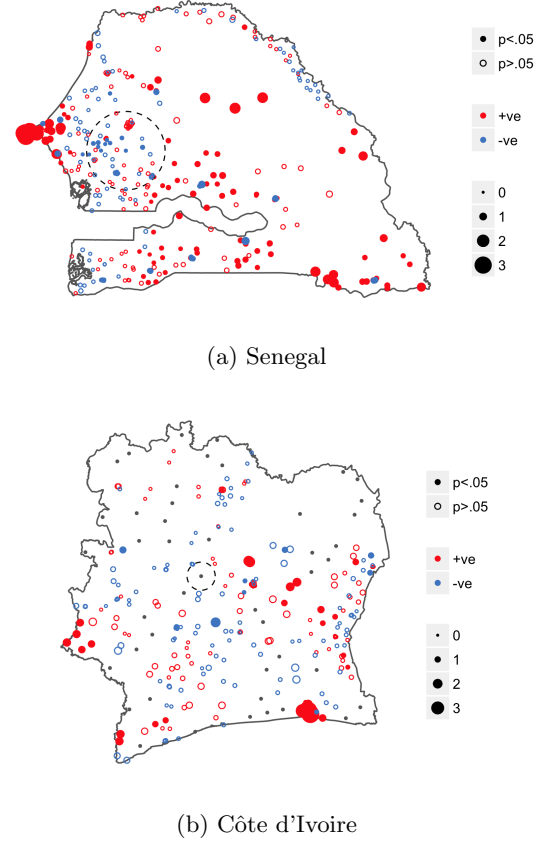 p<.05
p>.05
+ve
-ve
0
1
2
3
(a) Senegal
p<.05
p>.05
+ve
-ve
0
1
2
3
(b) Côte d'Ivoire